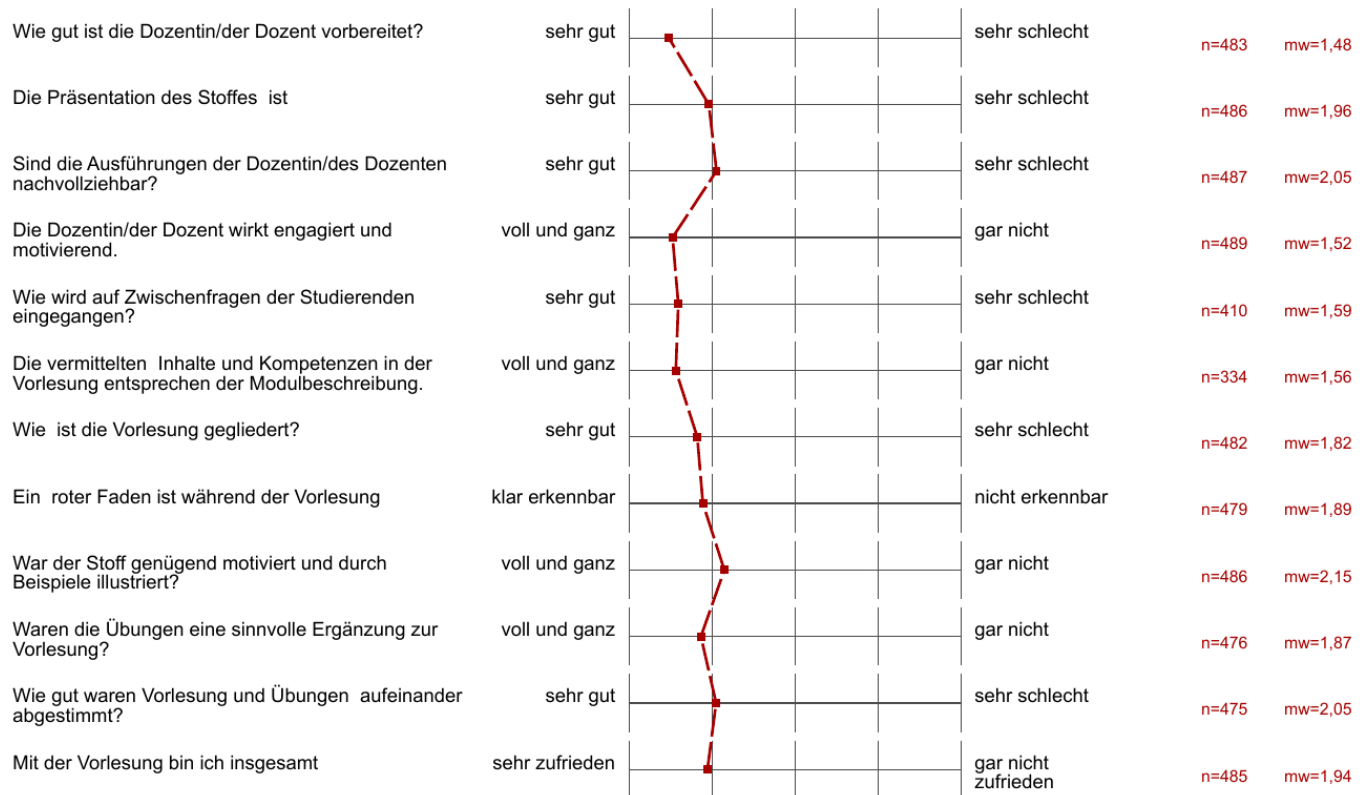 Wie gut ist die Dozentin/der Dozent vorbereitet? sehr gut sehr schlecht n=483 mw=1,48
Die Präsentation des Stoffes ist sehr gut sehr schlecht n=486 mw=1,96
Sind die Ausführungen der Dozentin/des Dozenten sehr gut sehr schlecht
nachvollziehbar? n=487 mw=2,05
Die Dozentin/der Dozent wirkt engagiert und voll und ganz gar nicht
motivierend. n=489 mw=1,52
Wie wird auf Zwischenfragen der Studierenden sehr gut sehr schlecht
eingegangen? n=410 mw=1,59
Die vermittelten Inhalte und Kompetenzen in der voll und ganz gar nicht
Vorlesung entsprechen der Modulbeschreibung. n=334 mw=1,56
Wie ist die Vorlesung gegliedert? sehr gut sehr schlecht n=482 mw=1,82
Ein roter Faden ist während der Vorlesung klar erkennbar nicht erkennbar n=479 mw=1,89
War der Stoff genügend motiviert und durch voll und ganz gar nicht
Beispiele illustriert? n=486 mw=2,15
Waren die Übungen eine sinnvolle Ergänzung zur voll und ganz gar nicht
Vorlesung? n=476 mw=1,87
Wie gut waren Vorlesung und Übungen aufeinander sehr gut sehr schlecht
abgestimmt? n=475 mw=2,05
Mit der Vorlesung bin ich insgesamt sehr zufrieden gar nicht
zufrieden n=485 mw=1,94